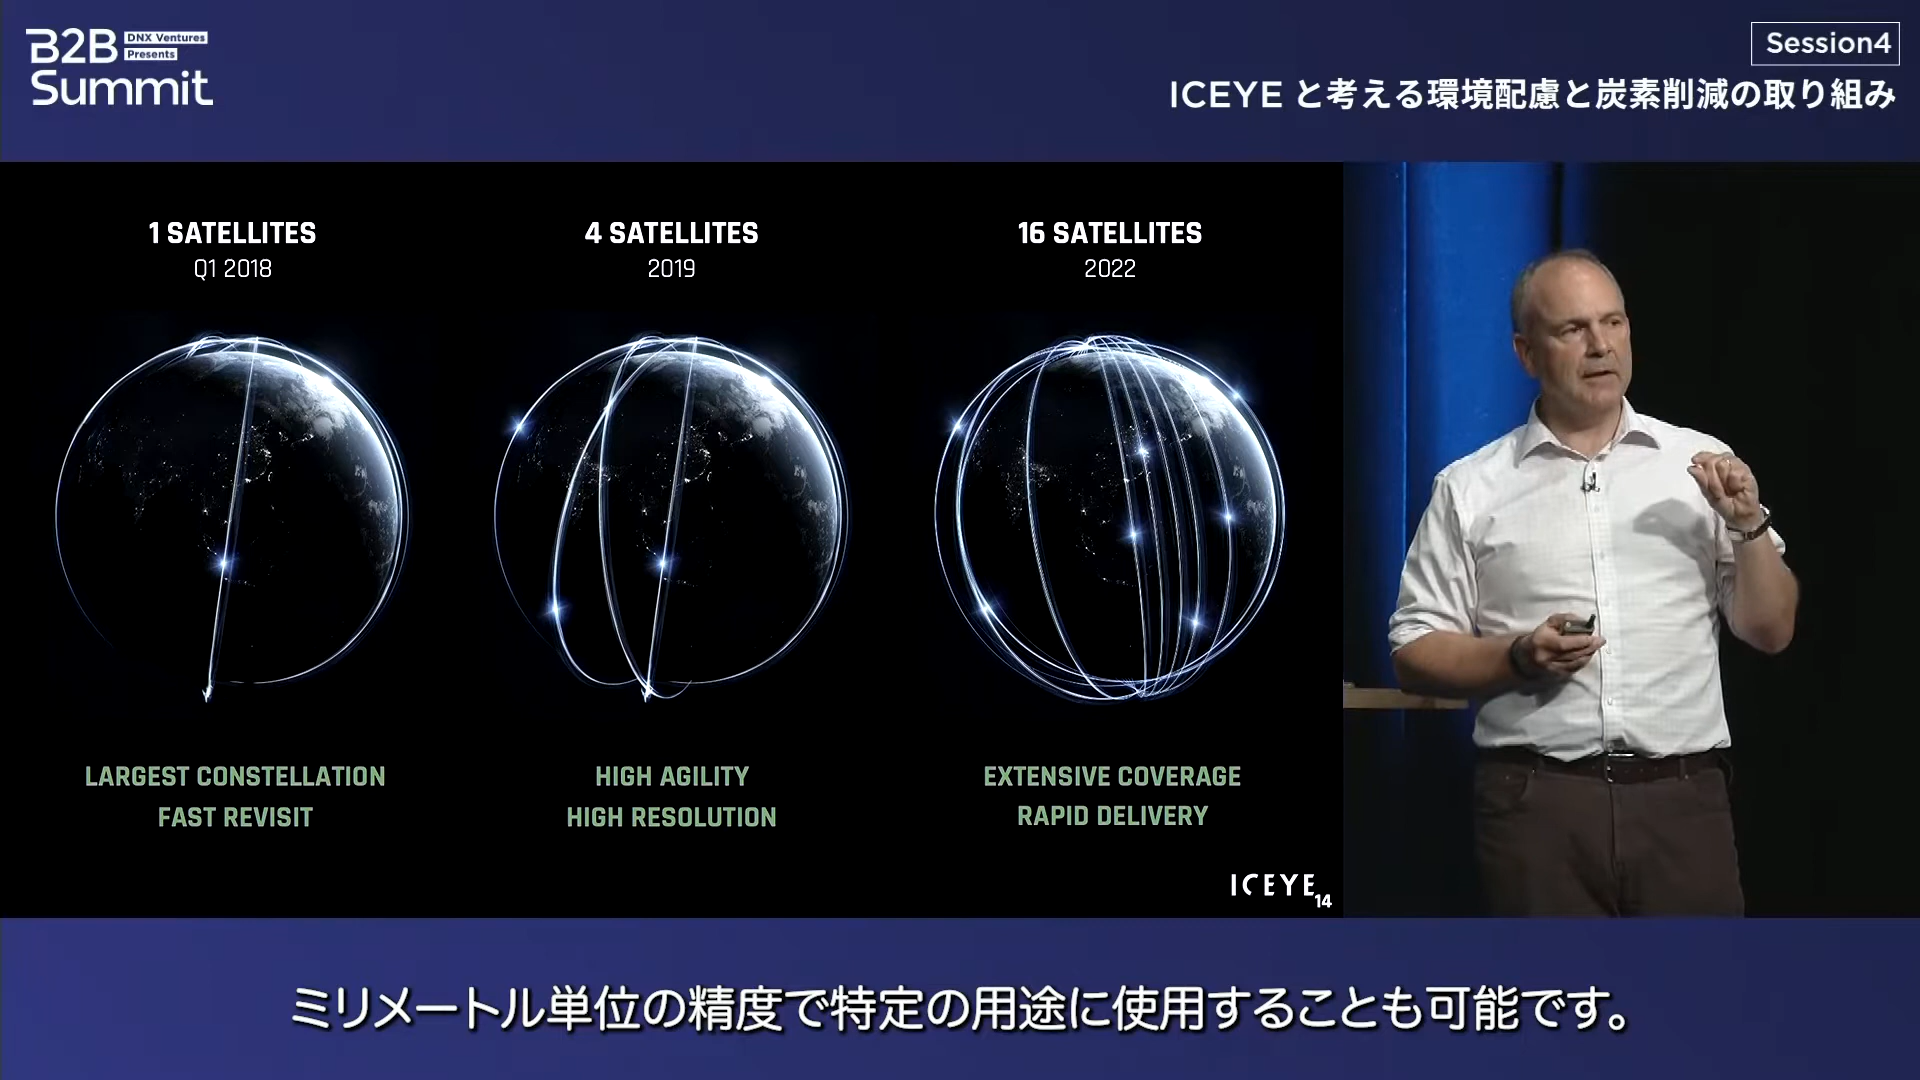 B2B DNX Ventures
Presents
Summit
Session4
ICEYE と考える環境配慮と炭素削減の取り組み
1 SATELLITES
Q1 2018
4 SATELLITES
2019
16 SATELLITES
2022
LARGEST CONSTELLATION
FAST REVISIT
HIGH AGILITY
HIGH RESOLUTION
EXTENSIVE COVERAGE
RAPID DELIVERY
ICEYE 14
ミリメートル単位の精度で特定の用途に使用することも可能です。